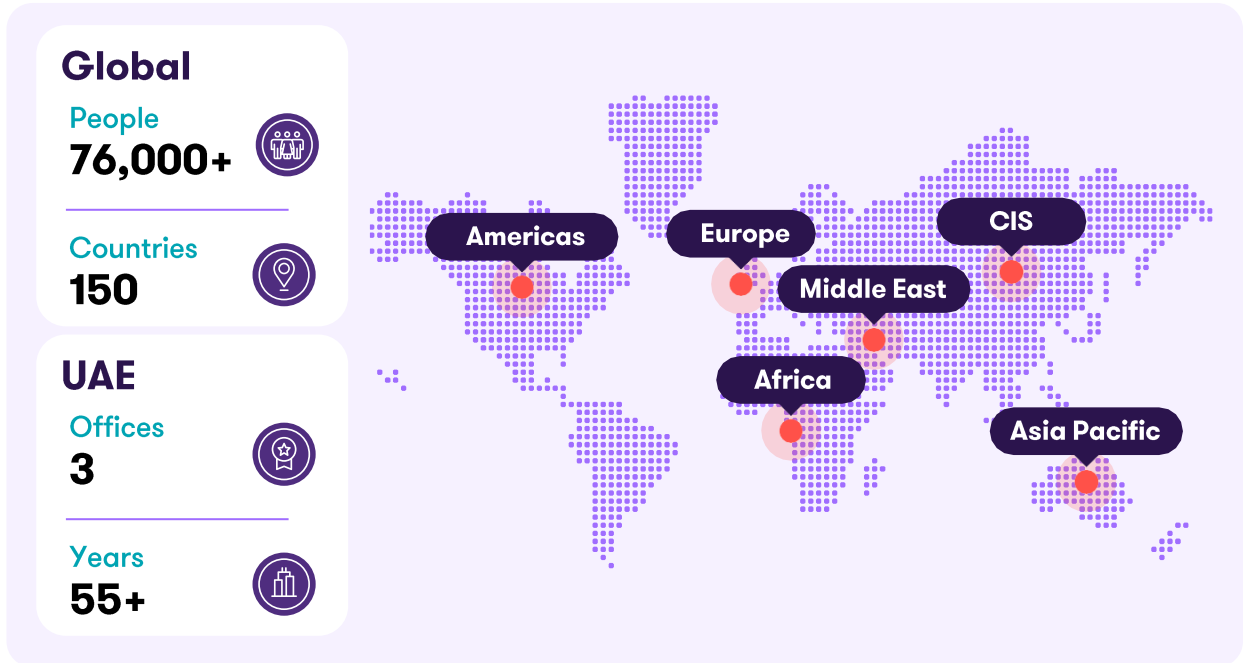 Global
People
76,000+
Countries
150
UAE
Offices
3
Years
55+
Americas
Europe
CIS
Middle East
Africa
Asia Pacific